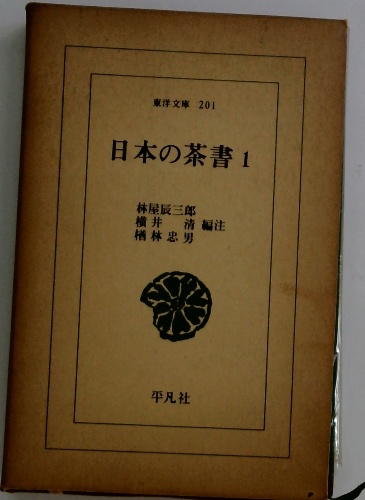 東洋文庫 201
日本の茶書 1
林屋辰三郎
横井 清 編注
楢林忠男
平凡社